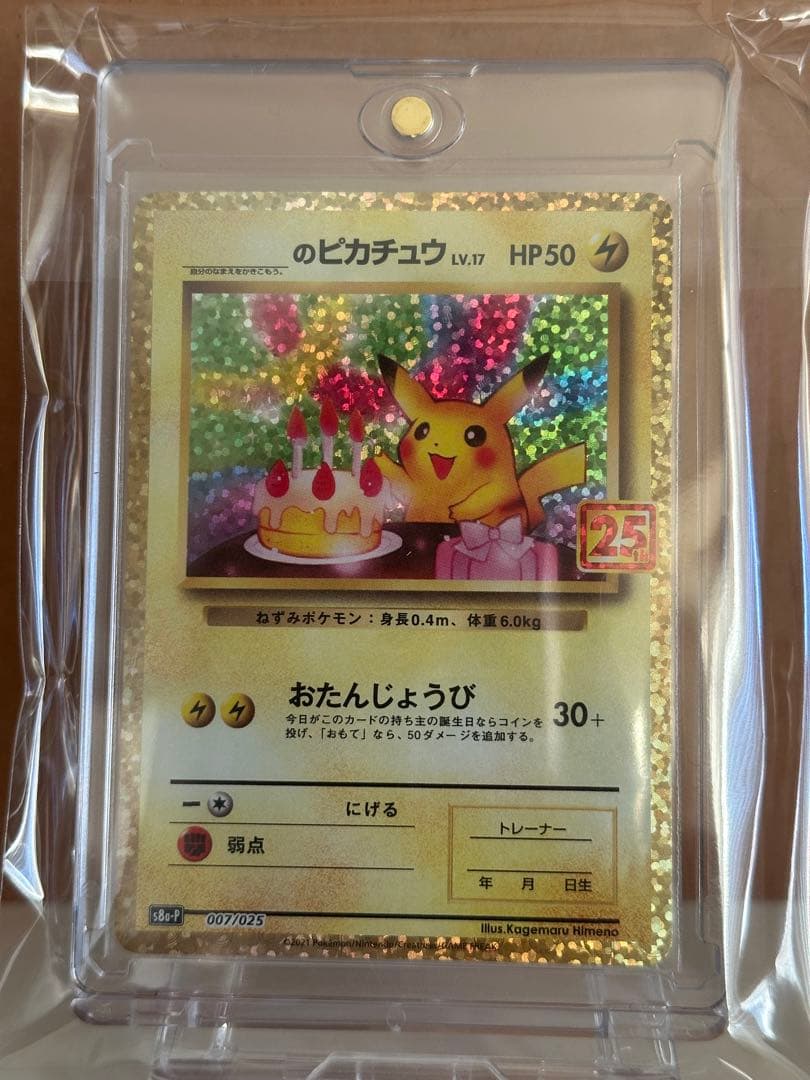 のピカチュウ LV.17 HP50
自分のなまえをかきこもう。
25th
ねずみポケモン：身長0.4m、体重6.0kg
おたんじょうび 30+
今日がこのカードの持ち主の誕生日ならコインを
投げ、「おもて」なら、50ダメージを追加する。
にげる
弱点
トレーナー
年 月 日生
s8a-P 007/025
Illus.Kagemaru Himeno
©2021 Pokémon/Nintendo/Creatures/GAME FREAK